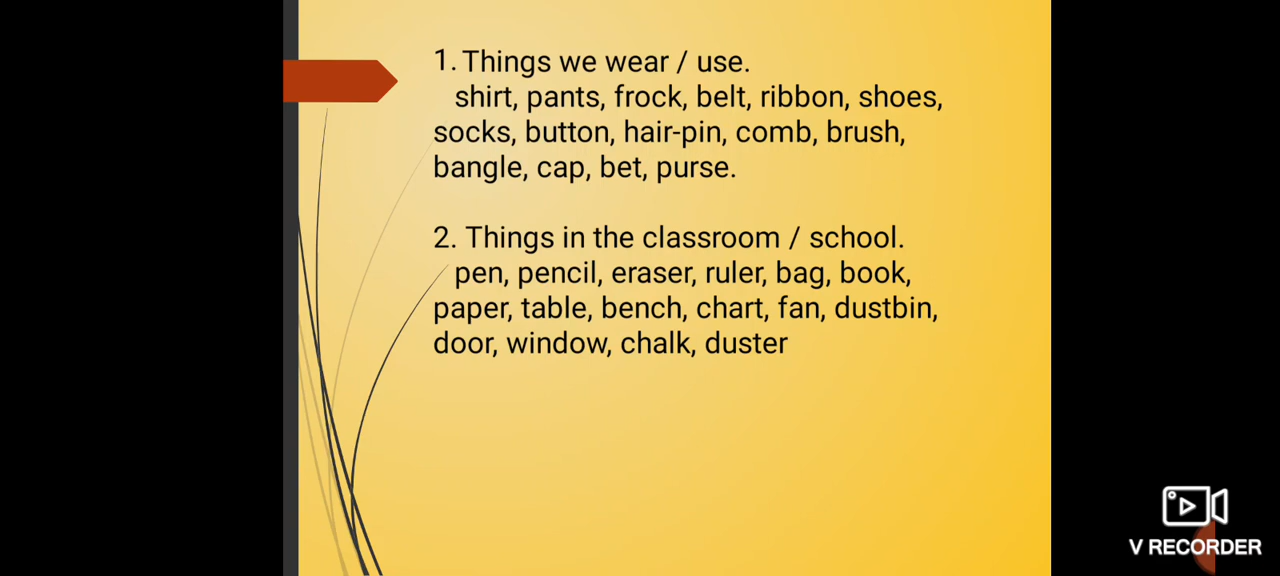 1. Things we wear / use.
shirt, pants, frock, belt, ribbon, shoes,
socks, button, hair-pin, comb, brush,
bangle, cap, bet, purse.
2. Things in the classroom / school.
pen, pencil, eraser, ruler, bag, book,
paper, table, bench, chart, fan, dustbin,
door, window, chalk, duster
V RECORDER